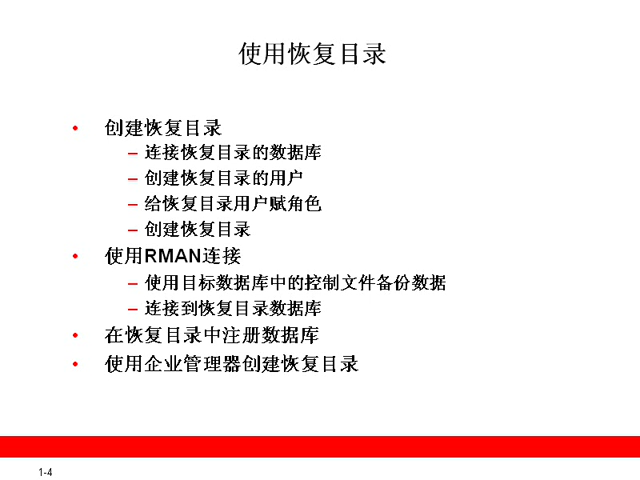 使用恢复目录
• 创建恢复目录
– 连接恢复目录的数据库
– 创建恢复目录的用户
– 给恢复目录用户赋角色
– 创建恢复目录
• 使用RMAN连接
– 使用目标数据库中的控制文件备份数据
– 连接到恢复目录数据库
• 在恢复目录中注册数据库
• 使用企业管理器创建恢复目录
1-4